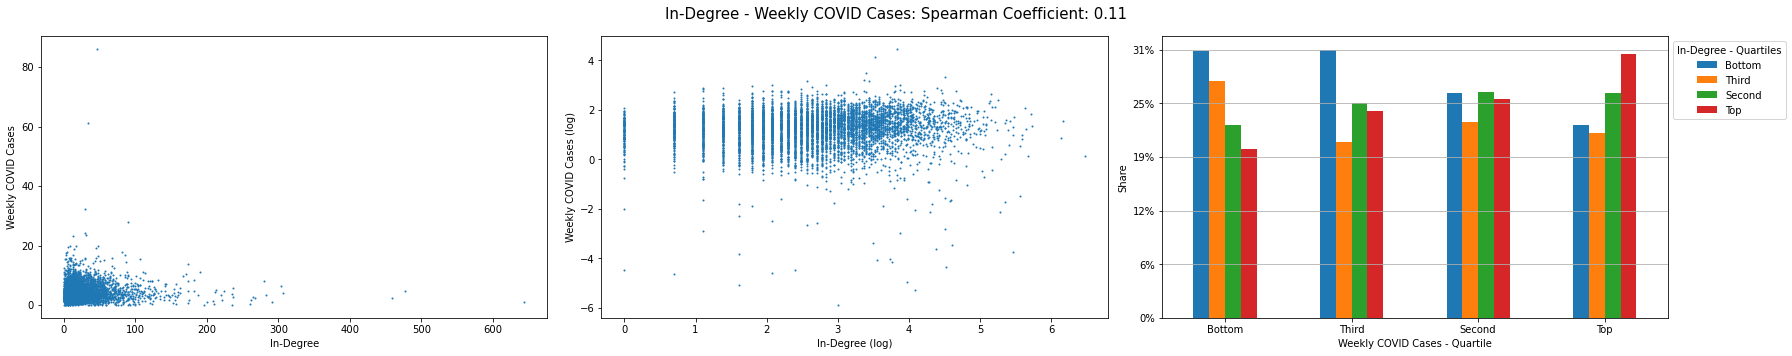 In-Degree - Weekly COVID Cases: Spearman Coefficient: 0.11
Weekly COVID Cases
80
60
40
20
0
0 100 200 300 400 500 600
In-Degree
Weekly COVID Cases (log)
4
2
0
−2
−4
−6
0 1 2 3 4 5 6
In-Degree (log)
Share
31%
25%
19%
12%
6%
0%
Bottom Third Second Top
Weekly COVID Cases - Quartile
In-Degree - Quartiles
Bottom
Third
Second
Top